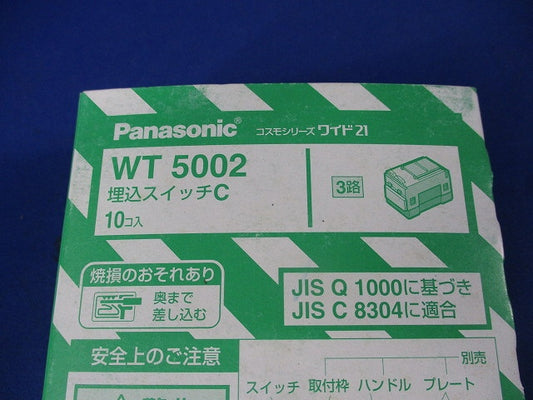 Panasonic コスモシリーズ ワイド21
WT 5002
埋込スイッチC
10コ入
3路
焼損のおそれあり
奥まで
差し込む
JIS Q 1000に基づき
JIS C 8304に適合
安全上のご注意
別売
スイッチ 取付枠 ハンドル プレート